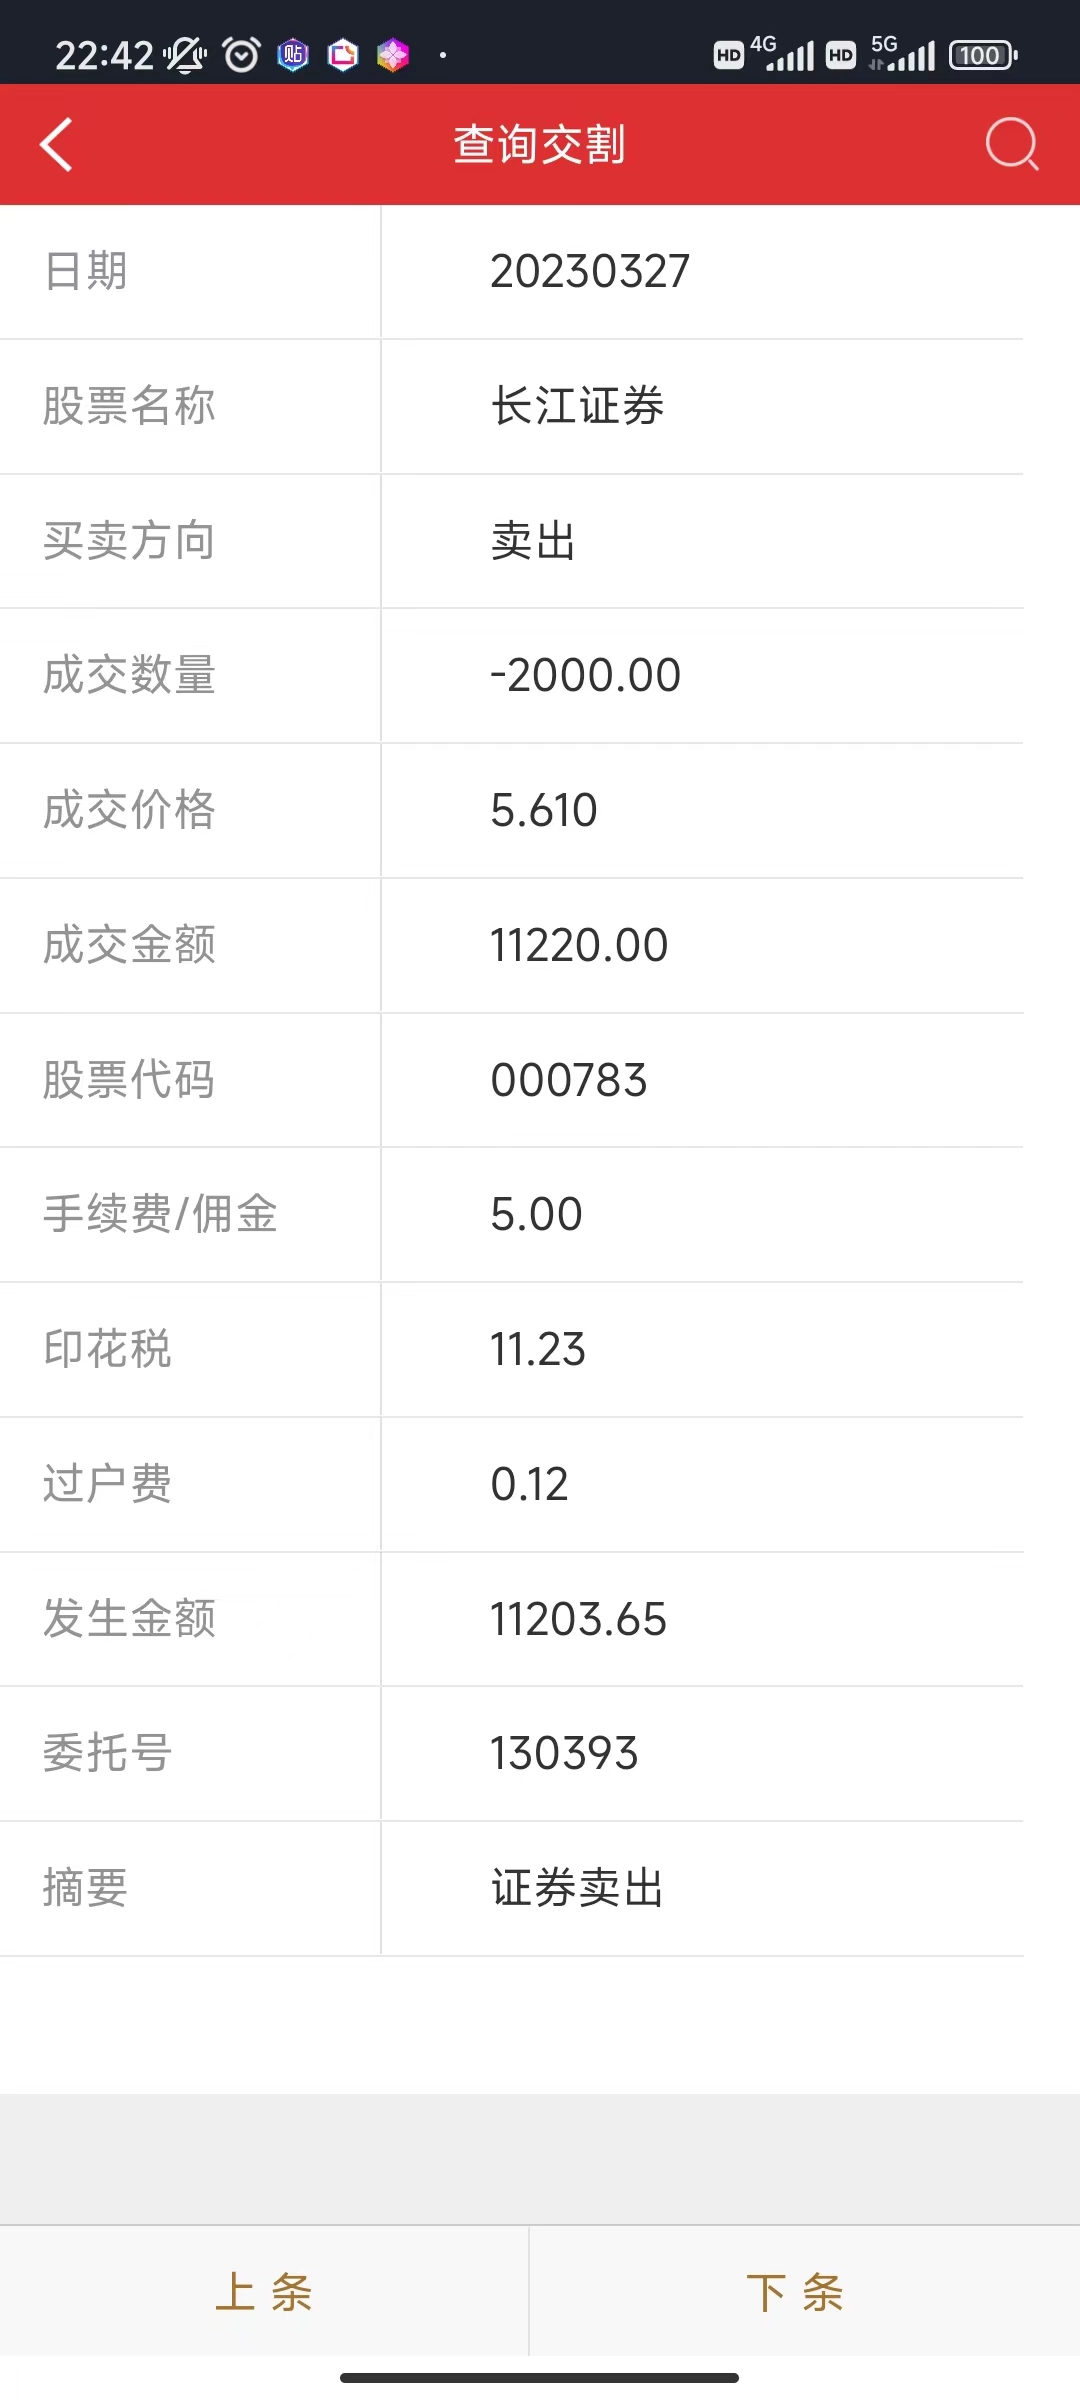 22:42 贴 HD 4G HD 5G 100
查询交割
日期 20230327
股票名称 长江证券
买卖方向 卖出
成交数量 -2000.00
成交价格 5.610
成交金额 11220.00
股票代码 000783
手续费/佣金 5.00
印花税 11.23
过户费 0.12
发生金额 11203.65
委托号 130393
摘要 证券卖出
上条 下条